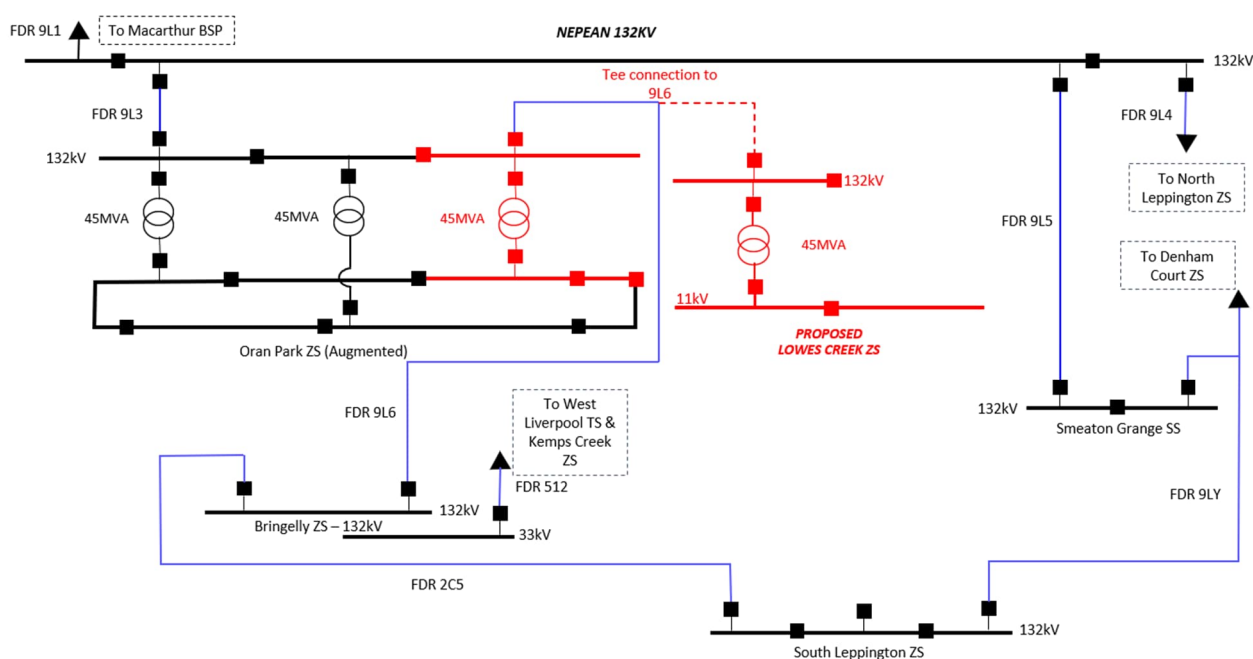 FDR 9L1
To Macarthur BSP
NEPEAN 132KV
132kV
Tee connection to
9L6
FDR 9L3
FDR 9L4
132kV
132kV
To North
Leppington ZS
45MVA
45MVA
45MVA
45MVA
FDR 9L5
To Denham
Court ZS
11kV
PROPOSED
LOWES CREEK ZS
Oran Park ZS (Augmented)
FDR 9L6
To West
Liverpool TS &
Kemps Creek
ZS
132kV
Smeaton Grange SS
FDR 512
FDR 9LY
132kV
Bringelly ZS – 132kV
33kV
FDR 2C5
132kV
South Leppington ZS